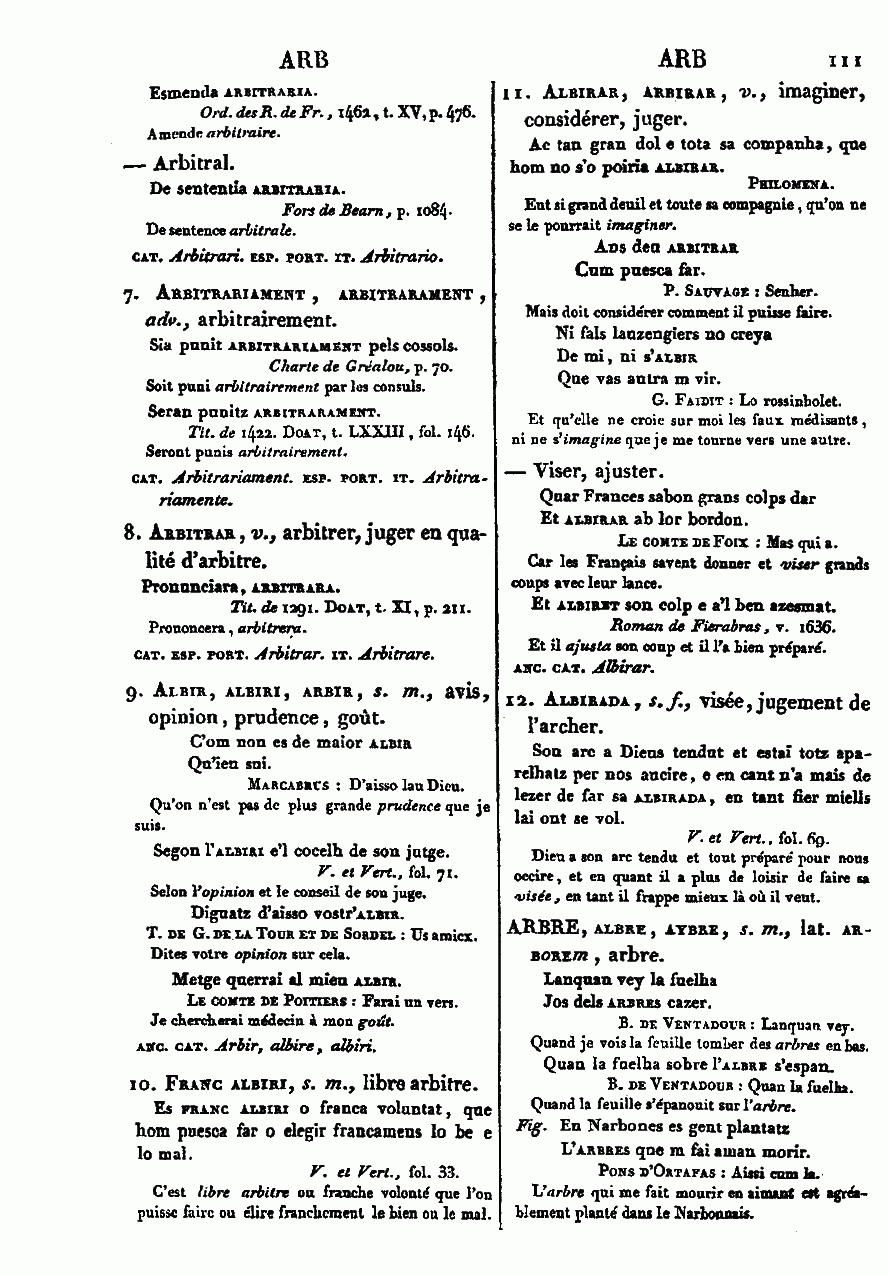 ARB
ARB 111
Esmenda ARBITRARIA.
Ord. des R. de Fr., 1462, t. XV, p. 476.
Amende arbitraire.
— Arbitral.
De sententia ARBITRARIA.
Fors de Bearn, p. 1084.
De sentence arbitrale.
CAT. Arbitrari. ESP. PORT. IT. Arbitrario.
7. ARBITRARIAMENT, ARBITRARAMENT,
adv., arbitrairement.
Sia punit ARBITRARIAMENT pels cossols.
Charte de Gréalou, p. 70.
Soit puni arbitrairement par les consuls.
Seran punitz ARBITRARAMENT.
Tit. de 1422. DOAT, t. LXXIII, fol. 146.
Seront punis arbitrairement.
CAT. Arbitrariament. ESP. PORT. IT. Arbitra-
riamente.
8. ARBITRAR, v., arbitrer, juger en qua-
lité d'arbitre.
Pronunciara, ARBITRARA.
Tit. de 1291. DOAT, t. XI, p. 211.
Prononcera, arbitrera.
CAT. ESP. PORT. Arbitrar. IT. Arbitrare.
9. ALBIR, ALBIRI, ARBIR, s. m., avis,
opinion, prudence, goût.
C'om non es de maior ALBIR
Qu'ieu sui.
MARCABRUS : D'aisso lau Dieu.
Qu'on n'est pas de plus grande prudence que je
suis.
Segon l'ALBIRI e'l cocelh de son jutge.
V. et Vert., fol. 71.
Selon l'opinion et le conseil de son juge.
Diguatz d'aisso vostr'ALBIR.
T. DE G. DE LA TOUR ET DE SORDEL : Us amicx.
Dites votre opinion sur cela.
Metge querrai al mieu ALBIR.
LE COMTE DE POITIERS : Farai un vers.
Je chercherai médecin à mon goût.
ANC. CAT. Arbir, albire, albiri.
10. FRANC ALBIRI, s. m., libre arbitre.
Es FRANC ALBIRI o franca voluntat, que
hom puesca far o elegir francamens lo be e
lo mal.
V. et Vert., fol. 33.
C'est libre arbitre ou franche volonté que l'on
puisse faire ou élire franchement le bien ou le mal.
11. ALBIRAR, ARBIRAR, v., imaginer,
considérer, juger.
Ac tan gran dol e tota sa companha, que
hom no s'o poiria ALBIRAR.
PHILOMENA.
Eut si grand deuil et toute sa compagnie, qu'on ne
se le pourrait imaginer.
Ans deu ARBITRAR
Cum puesca far.
P. SAUVAGE : Senher.
Mais doit considérer comment il puisse faire.
Ni fals lauzengiers no creya
De mi, ni s'ALBIR
Que vas autra m vir.
G. FAIDIT : Lo rossinholet.
Et qu'elle ne croie sur moi les faux médisants,
ni ne s'imagine que je me tourne vers une autre.
— Viser, ajuster.
Quar Frances sabon grans colps dar
Et ALBIRAR ab lor bordon.
LE COMTE DE FOIX : Mas qui a.
Car les Français savent donner et viser grands
coups avec leur lance.
Et ALBIRET son colp e a'l ben azesmat.
Roman de Fierabras, v. 1636.
Et il ajusta son coup et il l'a bien préparé.
ANC. CAT. Albirar.
12. ALBIRADA, s. f., visée, jugement de
l'archer.
Son arc a Dieus tendut et estaï totz apa-
relhatz per nos aucire, e en cant n'a mais de
lezer de far sa ALBIRADA, en tant fier miells
lai ont se vol.
V. et Vert., fol. 69.
Dieu a son arc tendu et tout préparé pour nous
occire, et en quant il a plus de loisir de faire sa
visée, en tant il frappe mieux là où il veut.
ARBRE, ALBRE, AYBRE, s. m., lat. AR-
BOREm, arbre.
Lanquan vey la fuelha
Jos dels ARBRES cazer.
B. DE VENTADOUR : Lanquan vey.
Quand je vois la feuille tomber des arbres en bas.
Quan la fuelha sobre l'ALBRE s'espan.
B. DE VENTADOUR : Quan la fuelha.
Quand la feuille s'épanouit sur l'arbre.
Fig. En Narbones es gent plantatz
L'ARBRES que m fai aman morir.
PONS D'ORTAFAS : Aissi cum la.
L'arbre qui me fait mourir en aimant est agréa-
blement planté dans le Narbonnais.